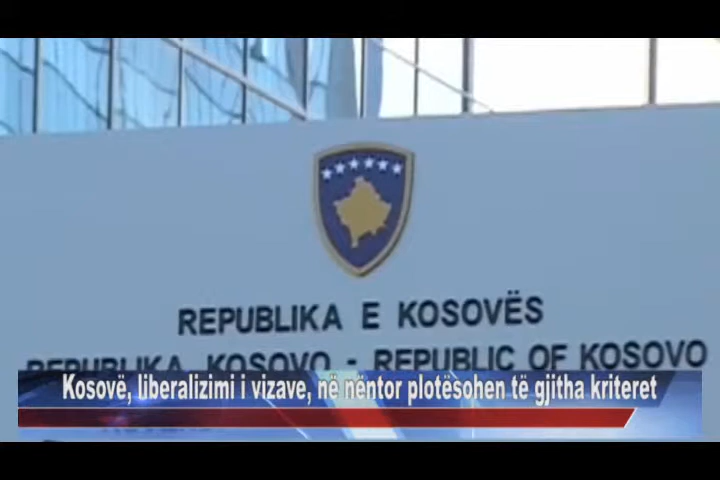 REPUBLIKA E KOSOVËS
REPUBLIKA KOSOVO - REPUBLIC OF KOSOVO
Kosovë, liberalizimi i vizave, në nëntor plotësohen të gjitha kriteret